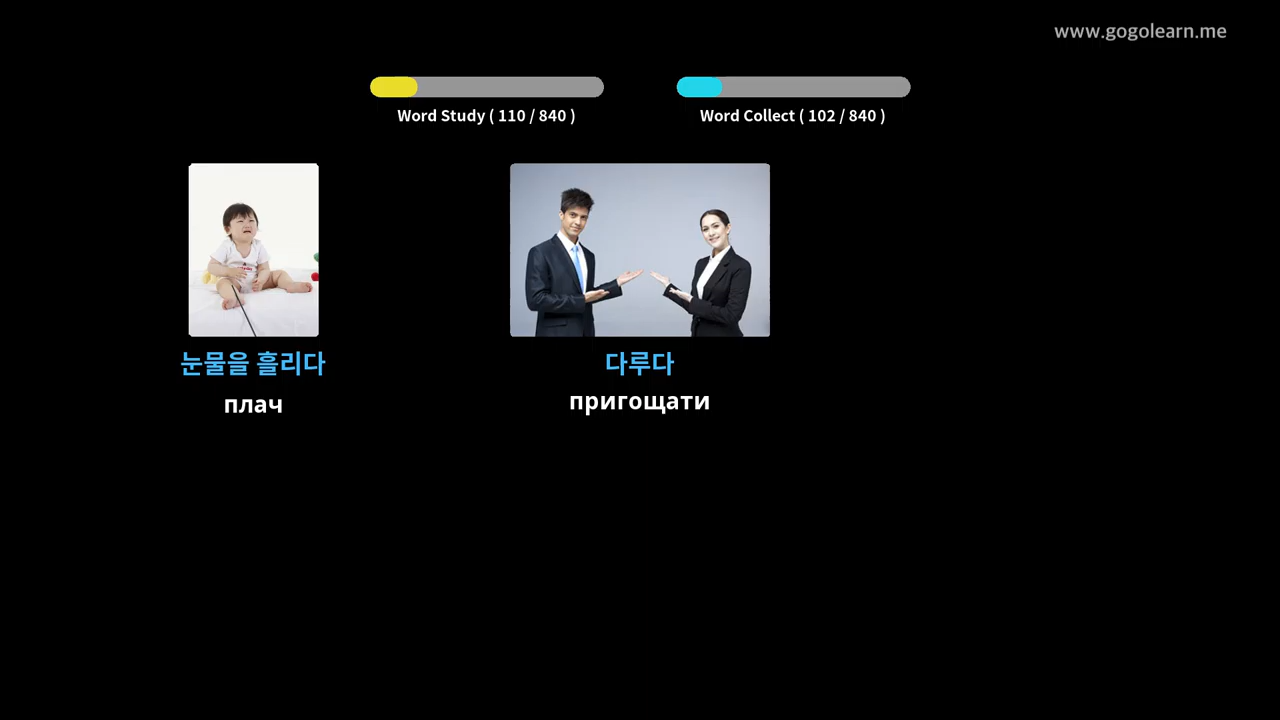 www.gogolearn.me
Word Study ( 110 / 840 )
Word Collect ( 102 / 840 )
눈물을 흘리다
плач
다루다
пригощати